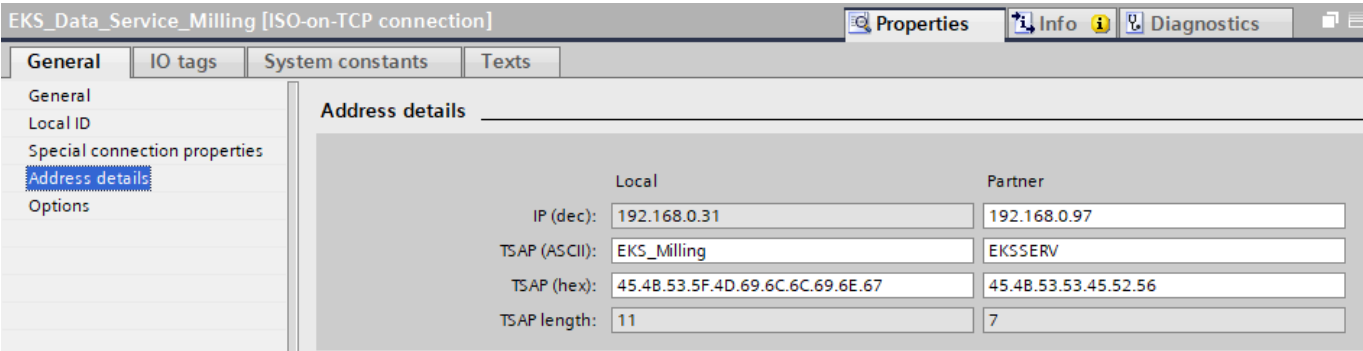 EKS_Data_Service_Milling [ISO-on-TCP connection]
Properties
Info
Diagnostics
General
IO tags
System constants
Texts
General
Local ID
Special connection properties
Address details
Options
Address details
Local Partner
IP (dec): 192.168.0.31 192.168.0.97
TSAP (ASCII): EKS_Milling EKSSERV
TSAP (hex): 45.4B.53.5F.4D.69.6C.6C.69.6E.67 45.4B.53.53.45.52.56
TSAP length: 11 7